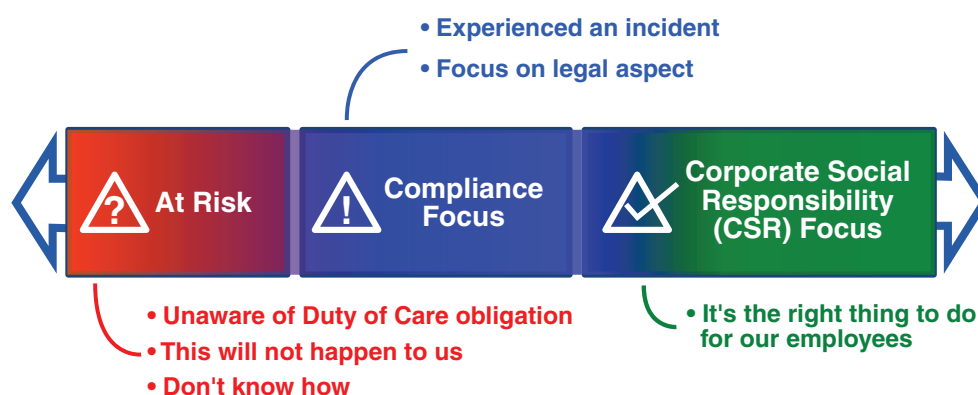 • Experienced an incident
• Focus on legal aspect
? At Risk
! Compliance
Focus
Corporate Social
Responsibility
(CSR) Focus
• Unaware of Duty of Care obligation
• This will not happen to us
• Don't know how
• It's the right thing to do
for our employees